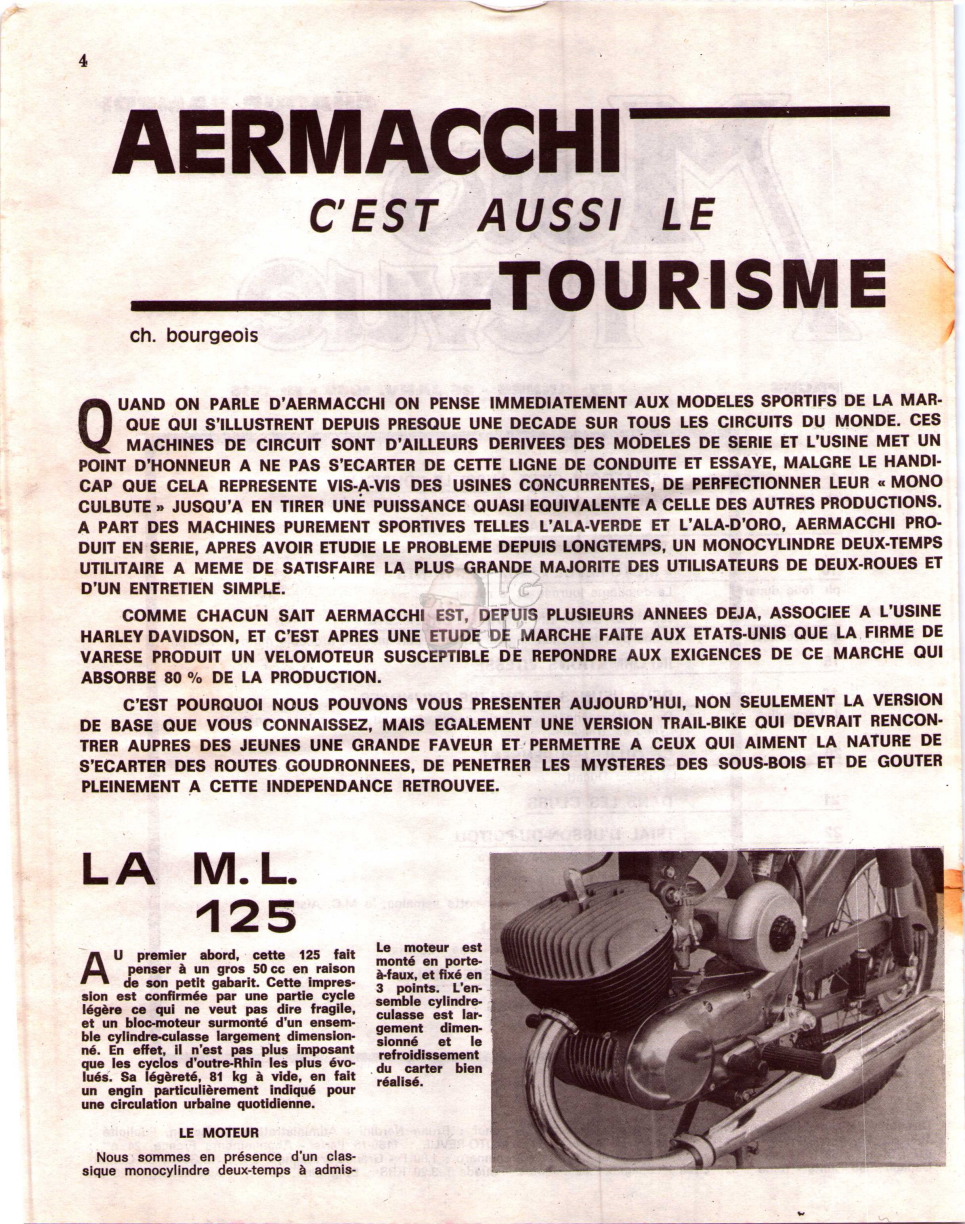 4
AERMACCHI
C'EST AUSSI LE
TOURISME
ch. bourgeois
QUAND ON PARLE D'AERMACCHI ON PENSE IMMEDIATEMENT AUX MODELES SPORTIFS DE LA MAR-
QUE QUI S'ILLUSTRENT DEPUIS PRESQUE UNE DECADE SUR TOUS LES CIRCUITS DU MONDE. CES
MACHINES DE CIRCUIT SONT D'AILLEURS DERIVEES DES MODELES DE SERIE ET L'USINE MET UN
POINT D'HONNEUR A NE PAS S'ECARTER DE CETTE LIGNE DE CONDUITE ET ESSAYE, MALGRE LE HANDI-
CAP QUE CELA REPRESENTE VIS-A-VIS DES USINES CONCURRENTES, DE PERFECTIONNER LEUR « MONO
CULBUTE » JUSQU'A EN TIRER UNE PUISSANCE QUASI EQUIVALENTE A CELLE DES AUTRES PRODUCTIONS.
A PART DES MACHINES PUREMENT SPORTIVES TELLES L'ALA-VERDE ET L'ALA-D'ORO, AERMACCHI PRO-
DUIT EN SERIE, APRES AVOIR ETUDIE LE PROBLEME DEPUIS LONGTEMPS, UN MONOCYLINDRE DEUX-TEMPS
UTILITAIRE A MEME DE SATISFAIRE LA PLUS GRANDE MAJORITE DES UTILISATEURS DE DEUX-ROUES ET
D'UN ENTRETIEN SIMPLE.
COMME CHACUN SAIT AERMACCHI EST, DEPUIS PLUSIEURS ANNEES DEJA, ASSOCIEE A L'USINE
HARLEY DAVIDSON, ET C'EST APRES UNE ETUDE DE MARCHE FAITE AUX ETATS-UNIS QUE LA FIRME DE
VARESE PRODUIT UN VELOMOTEUR SUSCEPTIBLE DE REPONDRE AUX EXIGENCES DE CE MARCHE QUI
ABSORBE 80 % DE LA PRODUCTION.
C'EST POURQUOI NOUS POUVONS VOUS PRESENTER AUJOURD'HUI, NON SEULEMENT LA VERSION
DE BASE QUE VOUS CONNAISSEZ, MAIS EGALEMENT UNE VERSION TRAIL-BIKE QUI DEVRAIT RENCON-
TRER AUPRES DES JEUNES UNE GRANDE FAVEUR ET PERMETTRE A CEUX QUI AIMENT LA NATURE DE
S'ECARTER DES ROUTES GOUDRONNEES, DE PENETRER LES MYSTERES DES SOUS-BOIS ET DE GOUTER
PLEINEMENT A CETTE INDEPENDANCE RETROUVEE.
LA M.L.
125
AU premier abord, cette 125 fait
penser à un gros 50 cc en raison
de son petit gabarit. Cette impres-
sion est confirmée par une partie cycle
légère ce qui ne veut pas dire fragile,
et un bloc-moteur surmonté d'un ensem-
ble cylindre-culasse largement dimension-
né. En effet, il n'est pas plus imposant
que les cyclos d'outre-Rhin les plus évo-
lués. Sa légèreté, 81 kg à vide, en fait
un engin particulièrement indiqué pour
une circulation urbaine quotidienne.
LE MOTEUR
Nous sommes en présence d'un clas-
sique monocylindre deux-temps à admis-
Le moteur est
monté en porte-
à-faux, et fixé en
3 points. L'en-
semble cylindre-
culasse est lar-
gement dimen-
sionné et le
refroidissement
du carter bien
réalisé.